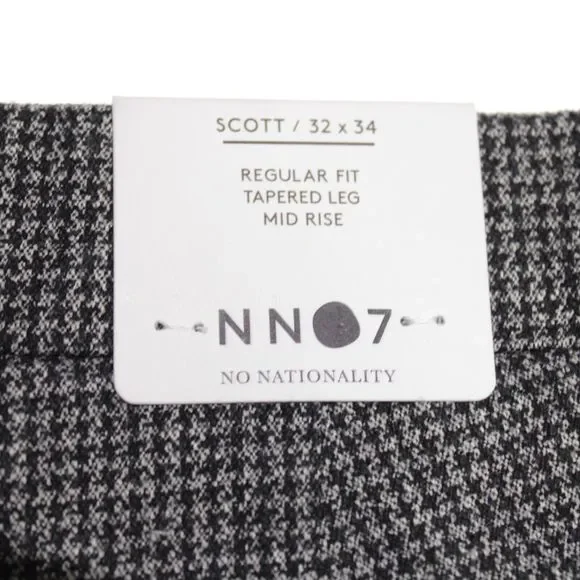 SCOTT / 32 x 34
REGULAR FIT
TAPERED LEG
MID RISE
NN07
NO NATIONALITY